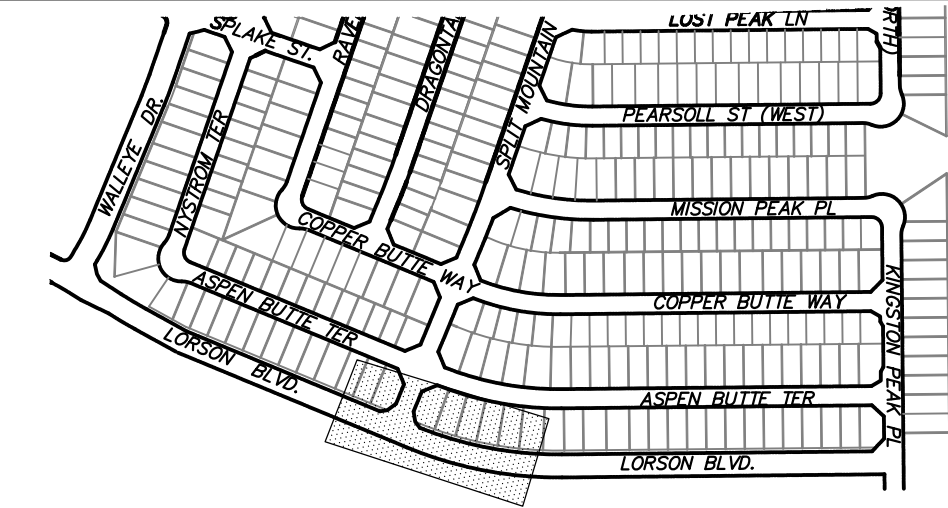 LOST PEAK LN
RTH)
SPLAKE ST.
RAVE
DRAGONTA
SPLIT MOUNTAIN
PEARSOLL ST (WEST)
WALLEYE DR.
NYSTROM TER
MISSION PEAK PL
COPPER BUTTE WAY
COPPER BUTTE WAY
KINGSTON PEAK PL
ASPEN BUTTE TER
ASPEN BUTTE TER
LORSON BLVD.
LORSON BLVD.